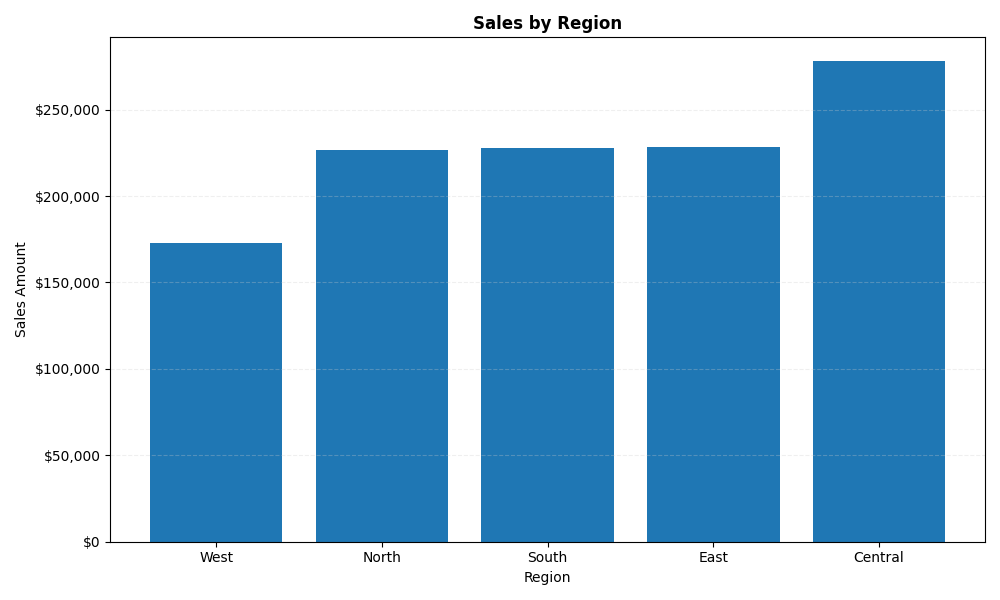 Sales by Region
Sales Amount
$250,000
$200,000
$150,000
$100,000
$50,000
$0
West North South East Central
Region